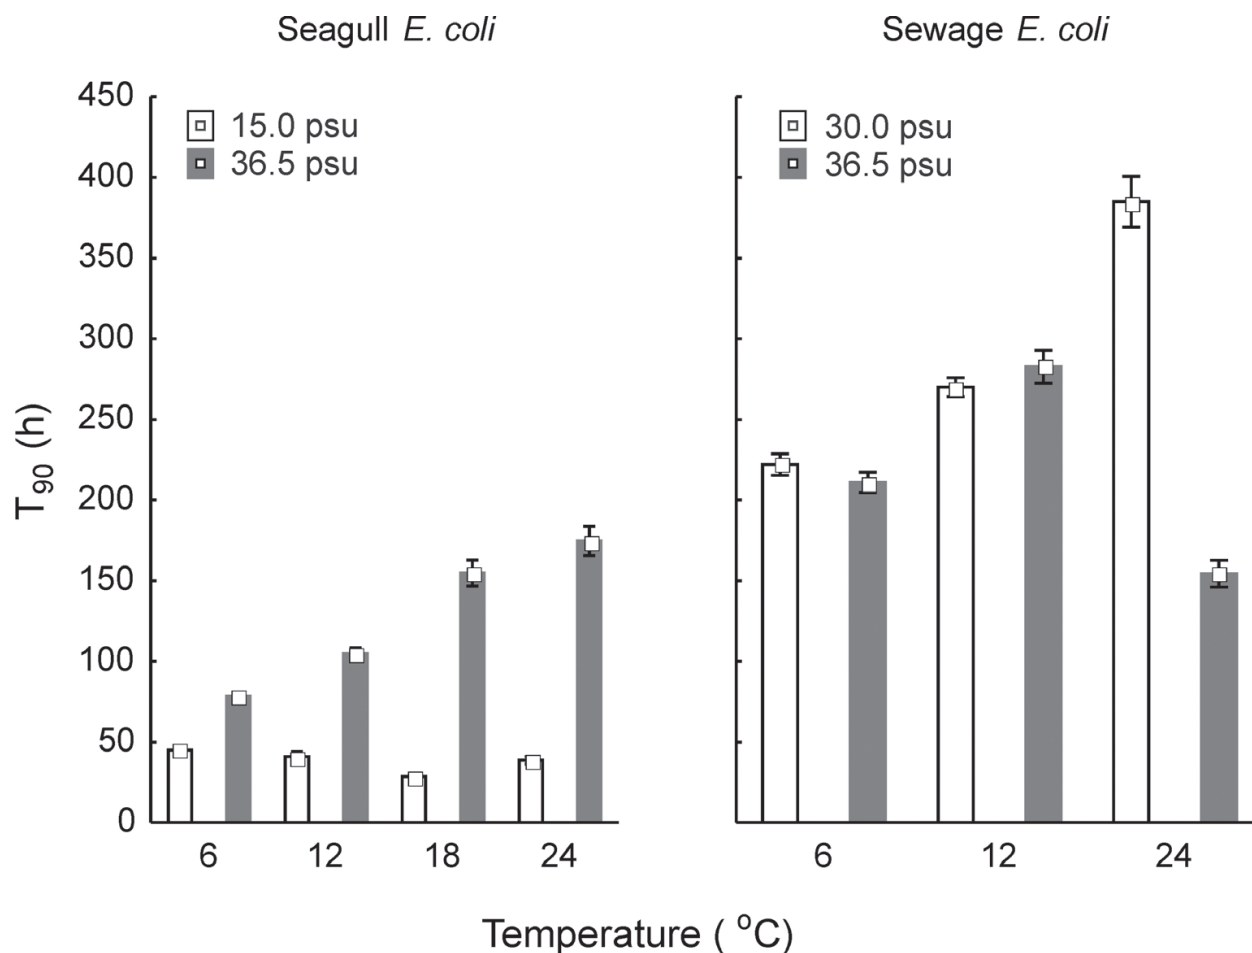 Seagull E. coli
Sewage E. coli
450
400
350
300
250
200
150
100
50
0
T90 (h)
15.0 psu
36.5 psu
30.0 psu
36.5 psu
6 12 18 24
6 12 24
Temperature ( °C)